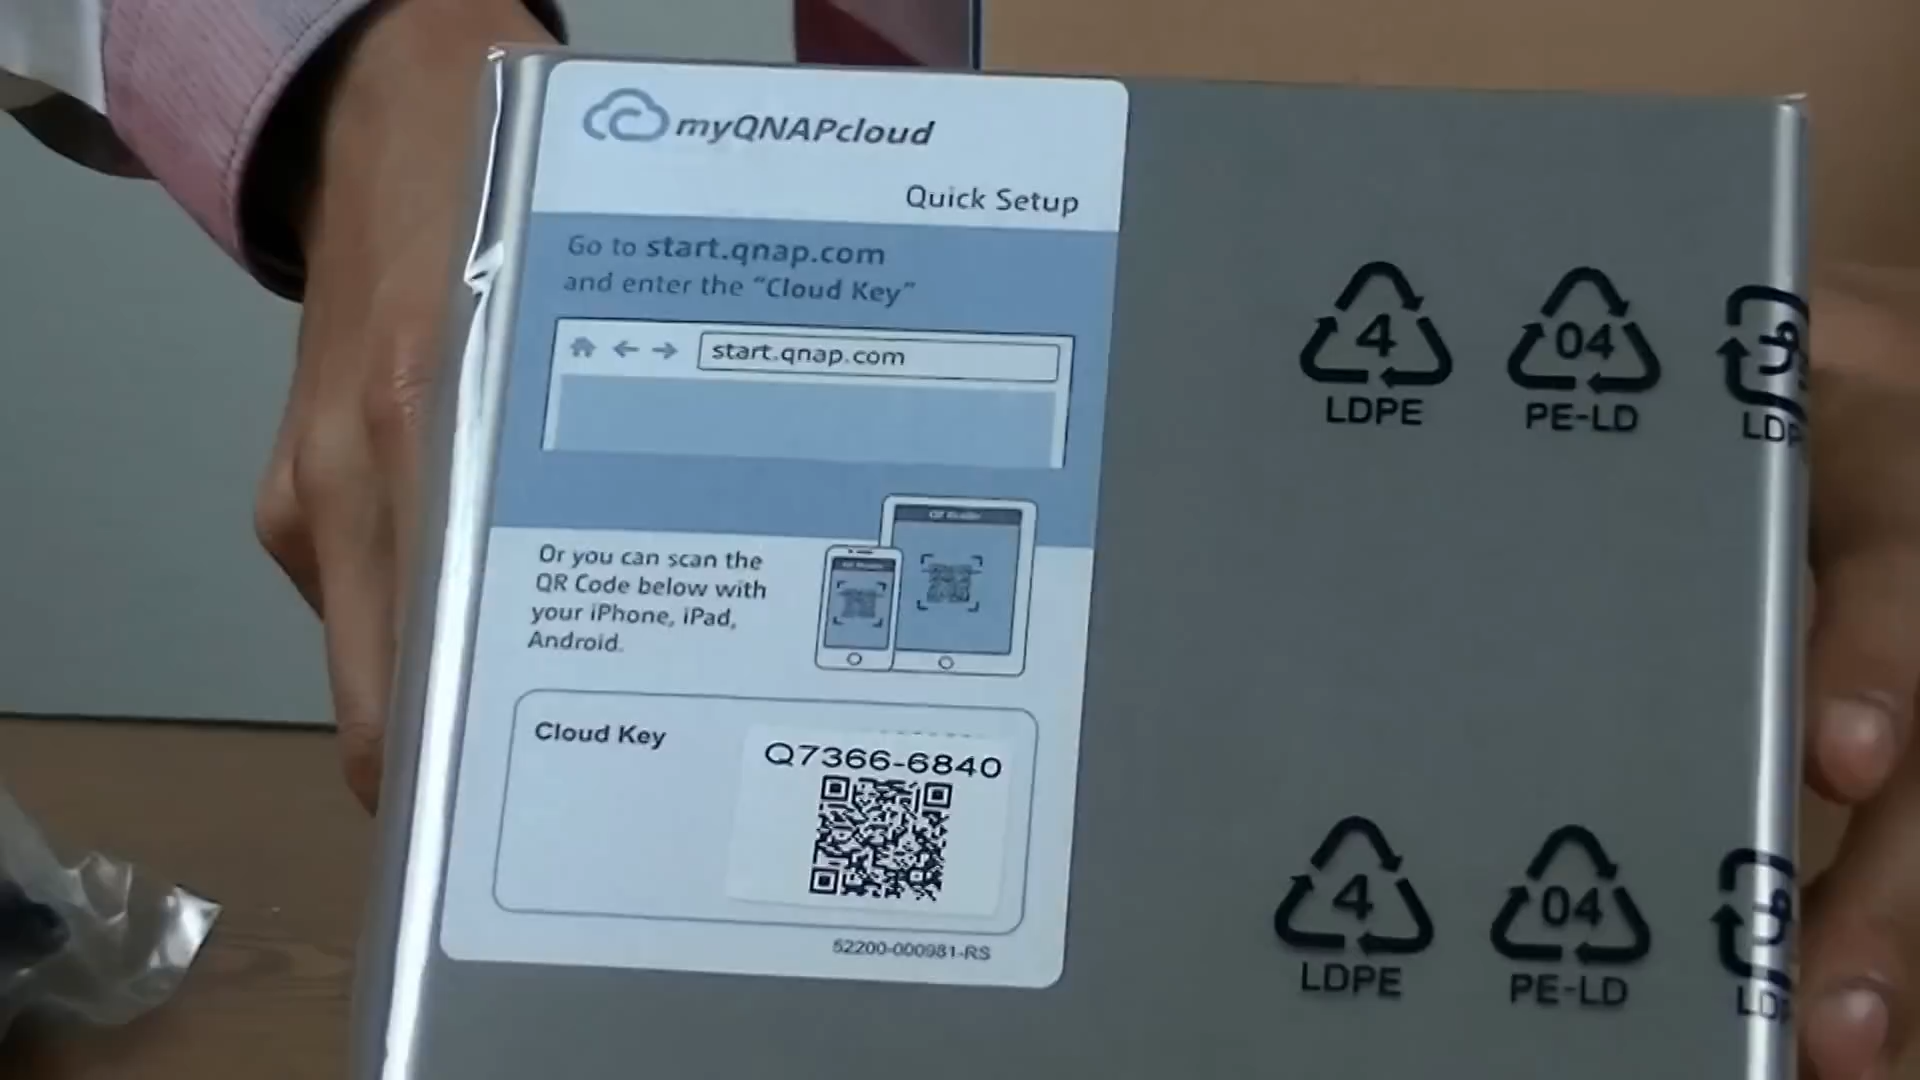 myQNAPcloud
Quick Setup
Go to start.qnap.com
and enter the “Cloud Key”
start.qnap.com
Or you can scan the
QR Code below with
your iPhone, iPad,
Android.
Cloud Key
Q7366-6840
52200-000981-RS
4
LDPE
04
PE-LD
4
LDPE
04
PE-LD